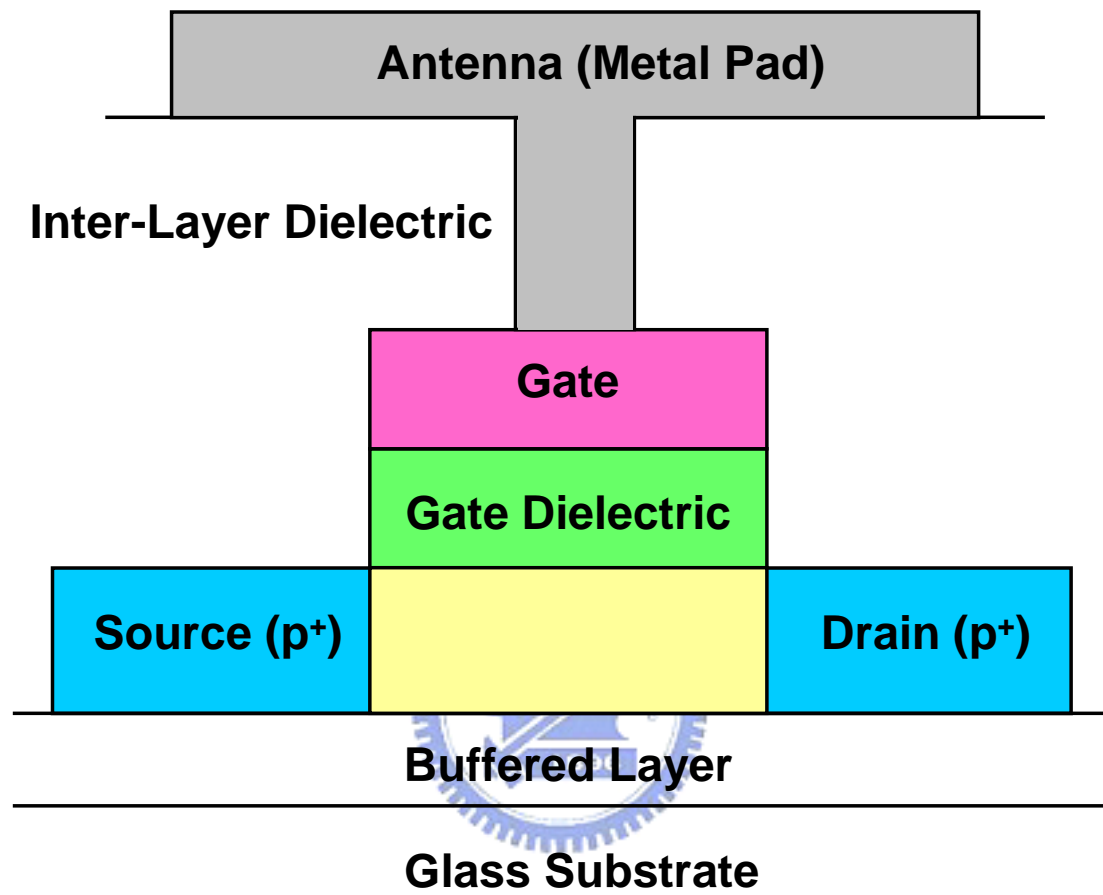 Antenna (Metal Pad)
Inter-Layer Dielectric
Gate
Gate Dielectric
Source (p⁺)
Drain (p⁺)
Buffered Layer
Glass Substrate